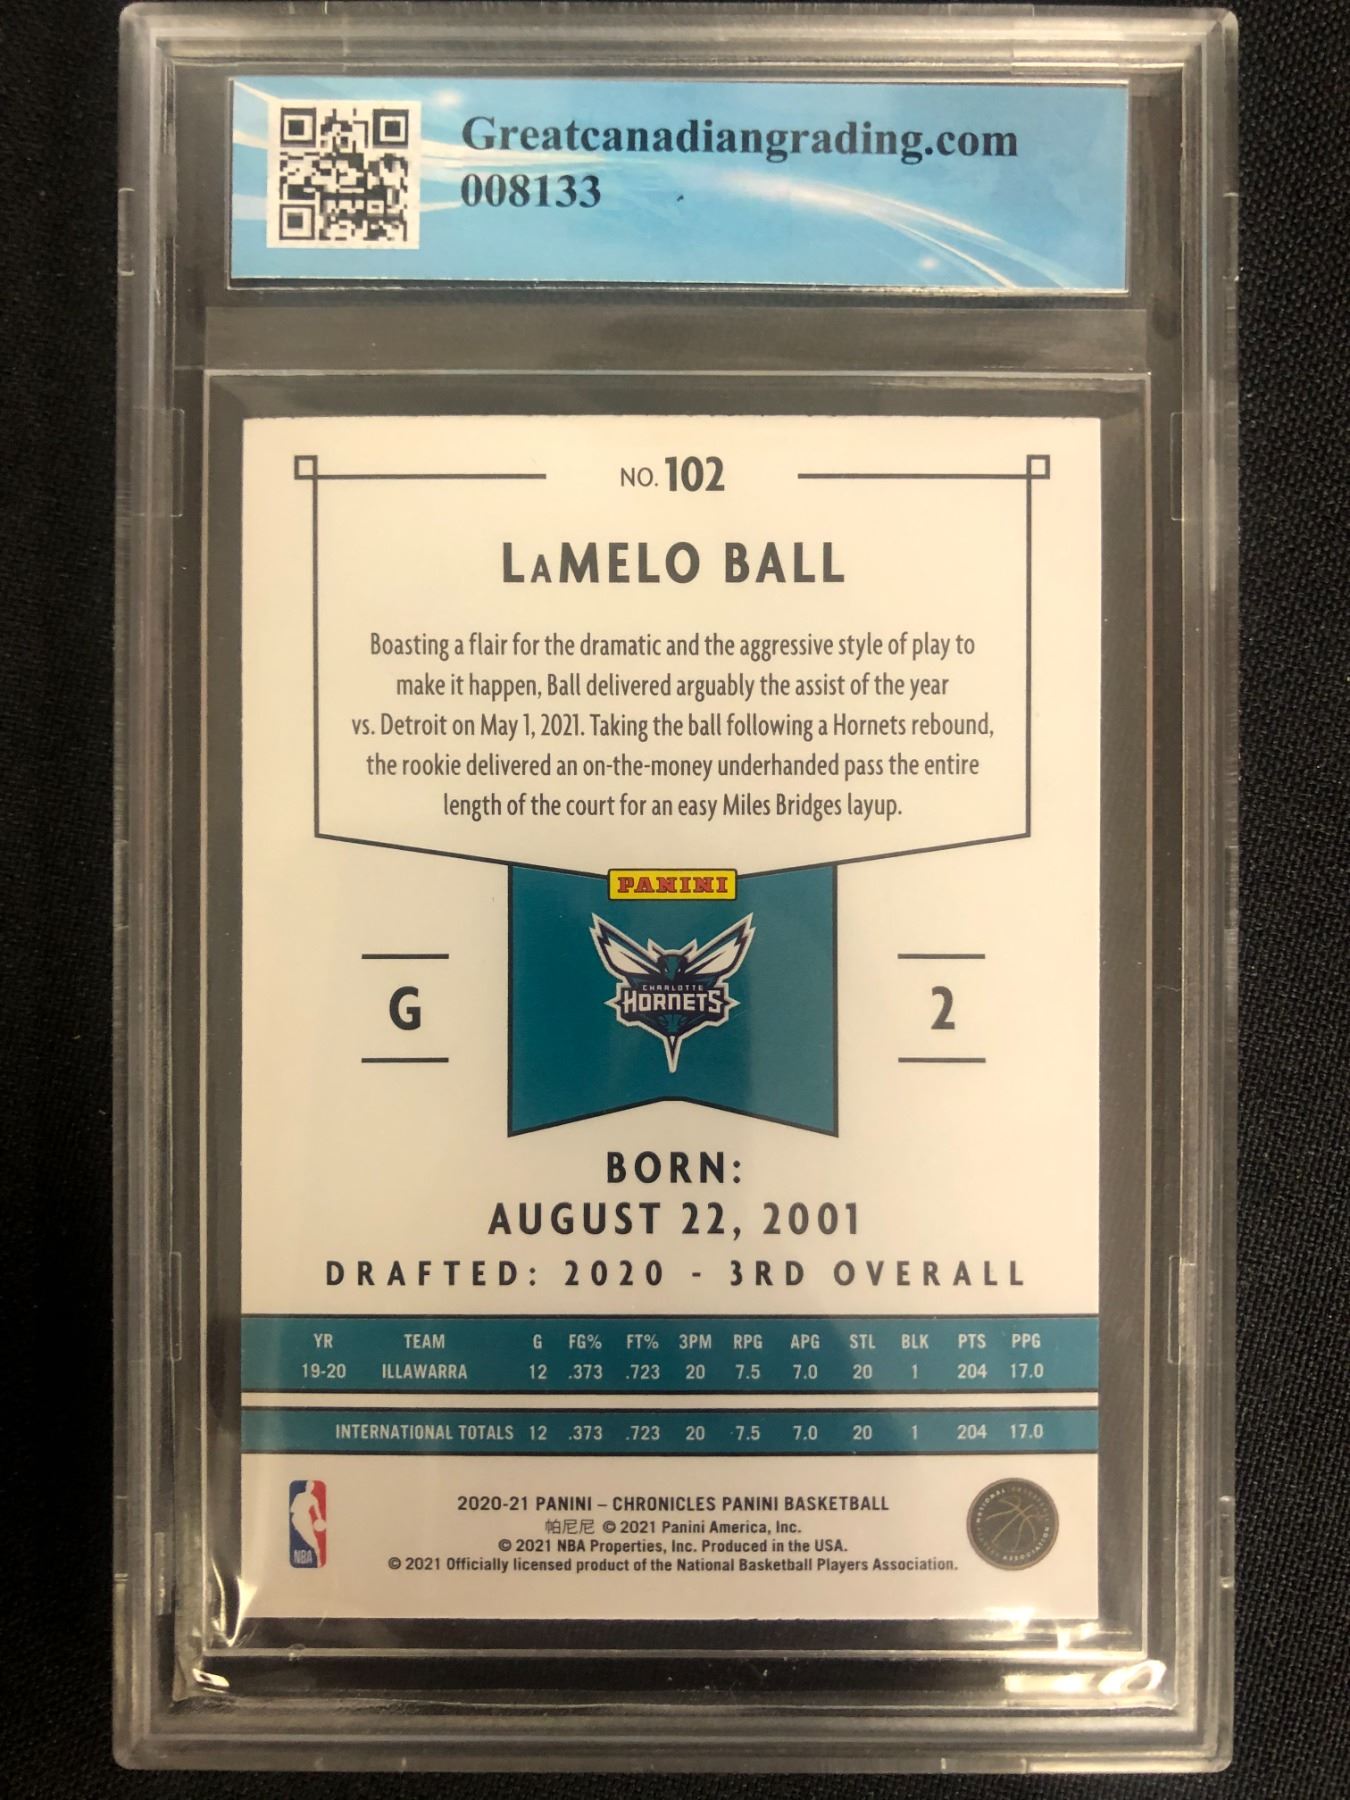 Greatcanadiangrading.com
008133
NO. 102
LaMELO BALL
Boasting a flair for the dramatic and the aggressive style of play to
make it happen, Ball delivered arguably the assist of the year
vs. Detroit on May 1, 2021. Taking the ball following a Hornets rebound,
the rookie delivered an on-the-money underhanded pass the entire
length of the court for an easy Miles Bridges layup.
PANINI
CHARLOTTE
HORNETS
G 2
BORN:
AUGUST 22, 2001
DRAFTED: 2020 - 3RD OVERALL
YR TEAM G FG% FT% 3PM RPG APG STL BLK PTS PPG
19-20 ILLAWARRA 12 .373 .723 20 7.5 7.0 20 1 204 17.0
INTERNATIONAL TOTALS 12 .373 .723 20 7.5 7.0 20 1 204 17.0
2020-21 PANINI – CHRONICLES PANINI BASKETBALL
帕尼尼 © 2021 Panini America, Inc.
© 2021 NBA Properties, Inc. Produced in the USA.
© 2021 Officially licensed product of the National Basketball Players Association.
NBA
NATIONAL BASKETBALL PLAYERS ASSOCIATION